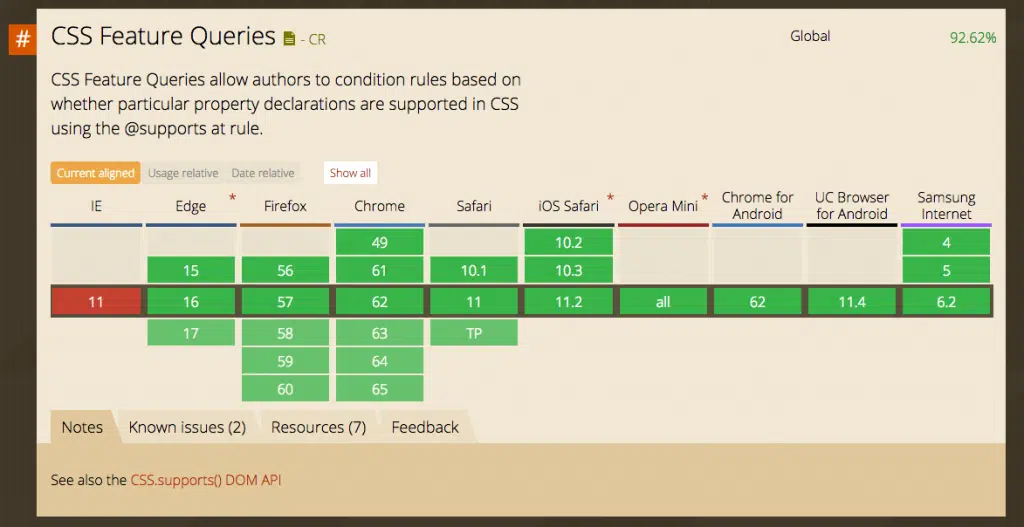 #
CSS Feature Queries - CR
Global 92.62%
CSS Feature Queries allow authors to condition rules based on
whether particular property declarations are supported in CSS
using the @supports at rule.
Current aligned Usage relative Date relative Show all
IE Edge * Firefox Chrome Safari iOS Safari * Opera Mini * Chrome for Android UC Browser for Android Samsung Internet
49 10.2 4
15 56 61 10.1 10.3 5
11 16 57 62 11 11.2 all 62 11.4 6.2
17 58 63 TP
59 64
60 65
Notes Known issues (2) Resources (7) Feedback
See also the CSS.supports() DOM API